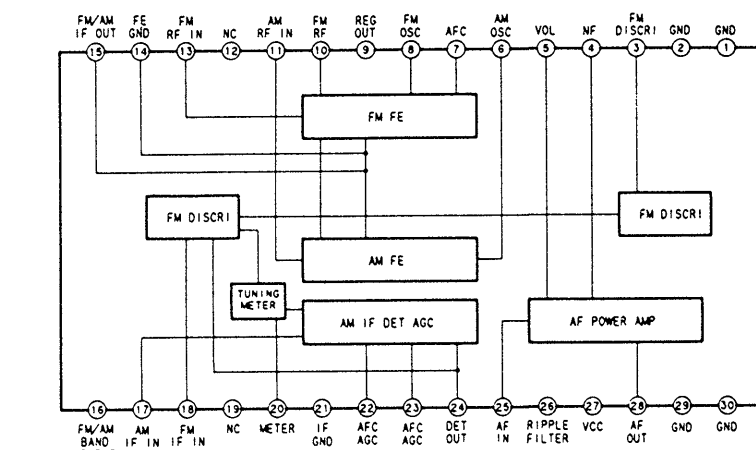 FM/AM IF OUT
FE GND
FM RF IN
NC
AM RF IN
FM RF
REG OUT
FM OSC
AFC
AM OSC
VOL
NF
FM DISCRI
GND
GND
15 14 13 12 11 10 9 8 7 6 5 4 3 2 1
FM FE
FM DISCRI
FM DISCRI
AM FE
TUNING METER
AM IF DET AGC
AF POWER AMP
16 17 18 19 20 21 22 23 24 25 26 27 28 29 30
FM/AM BAND
AM IF IN
FM IF IN
NC
METER
IF GND
AFC AGC
AFC AGC
DET OUT
AF IN
RIPPLE FILTER
VCC
AF OUT
GND
GND